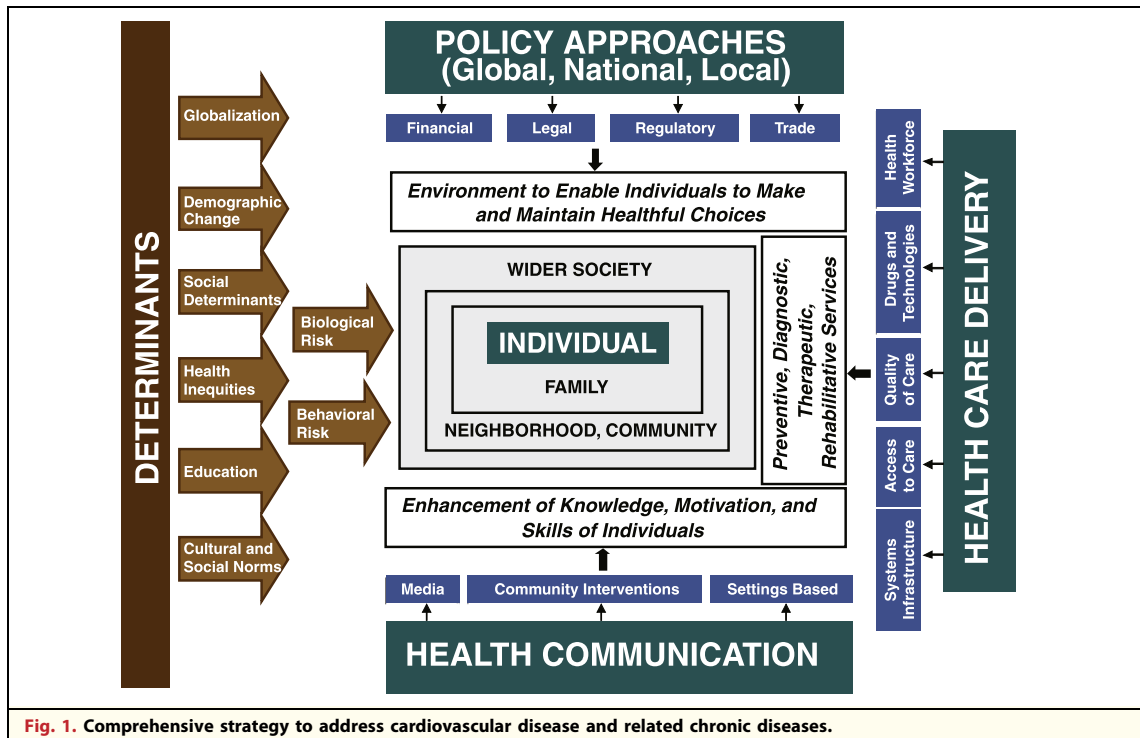 POLICY APPROACHES
(Global, National, Local)
Financial
Legal
Regulatory
Trade
Environment to Enable Individuals to Make
and Maintain Healthful Choices
DETERMINANTS
Globalization
Demographic
Change
Social
Determinants
Health
Inequities
Education
Cultural and
Social Norms
Biological
Risk
Behavioral
Risk
WIDER SOCIETY
INDIVIDUAL
FAMILY
NEIGHBORHOOD, COMMUNITY
Preventive, Diagnostic,
Therapeutic,
Rehabilitative Services
Health
Workforce
Drugs and
Technologies
Quality
of Care
Access
to Care
Systems
Infrastructure
HEALTH CARE DELIVERY
Enhancement of Knowledge, Motivation, and
Skills of Individuals
Media
Community Interventions
Settings Based
HEALTH COMMUNICATION
Fig. 1. Comprehensive strategy to address cardiovascular disease and related chronic diseases.